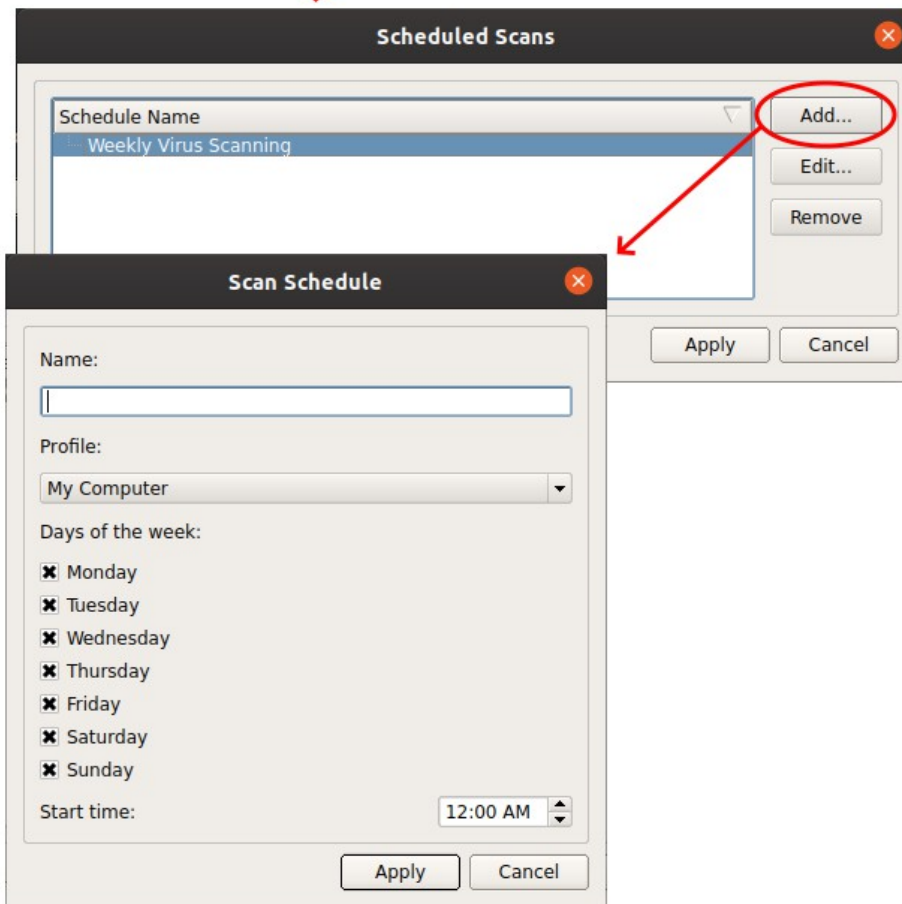 Scheduled Scans
Schedule Name
Add...
Weekly Virus Scanning
Edit...
Remove
Apply Cancel
Scan Schedule
Name:
Profile:
My Computer
Days of the week:
Monday
Tuesday
Wednesday
Thursday
Friday
Saturday
Sunday
Start time: 12:00 AM
Apply Cancel